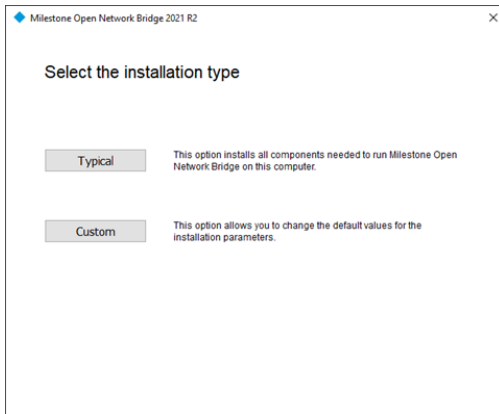 Milestone Open Network Bridge 2021 R2
Select the installation type
Typical
This option installs all components needed to run Milestone Open
Network Bridge on this computer.
Custom
This option allows you to change the default values for the
installation parameters.